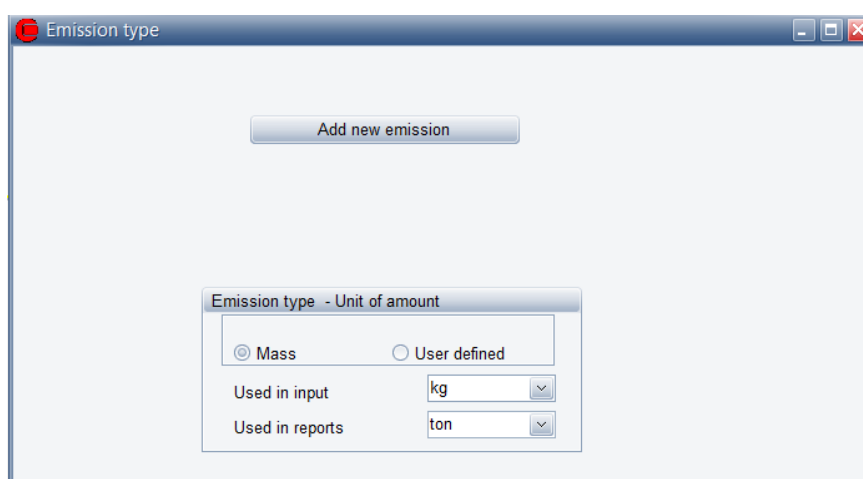 Emission type
Add new emission
Emission type - Unit of amount
Mass User defined
Used in input kg
Used in reports ton